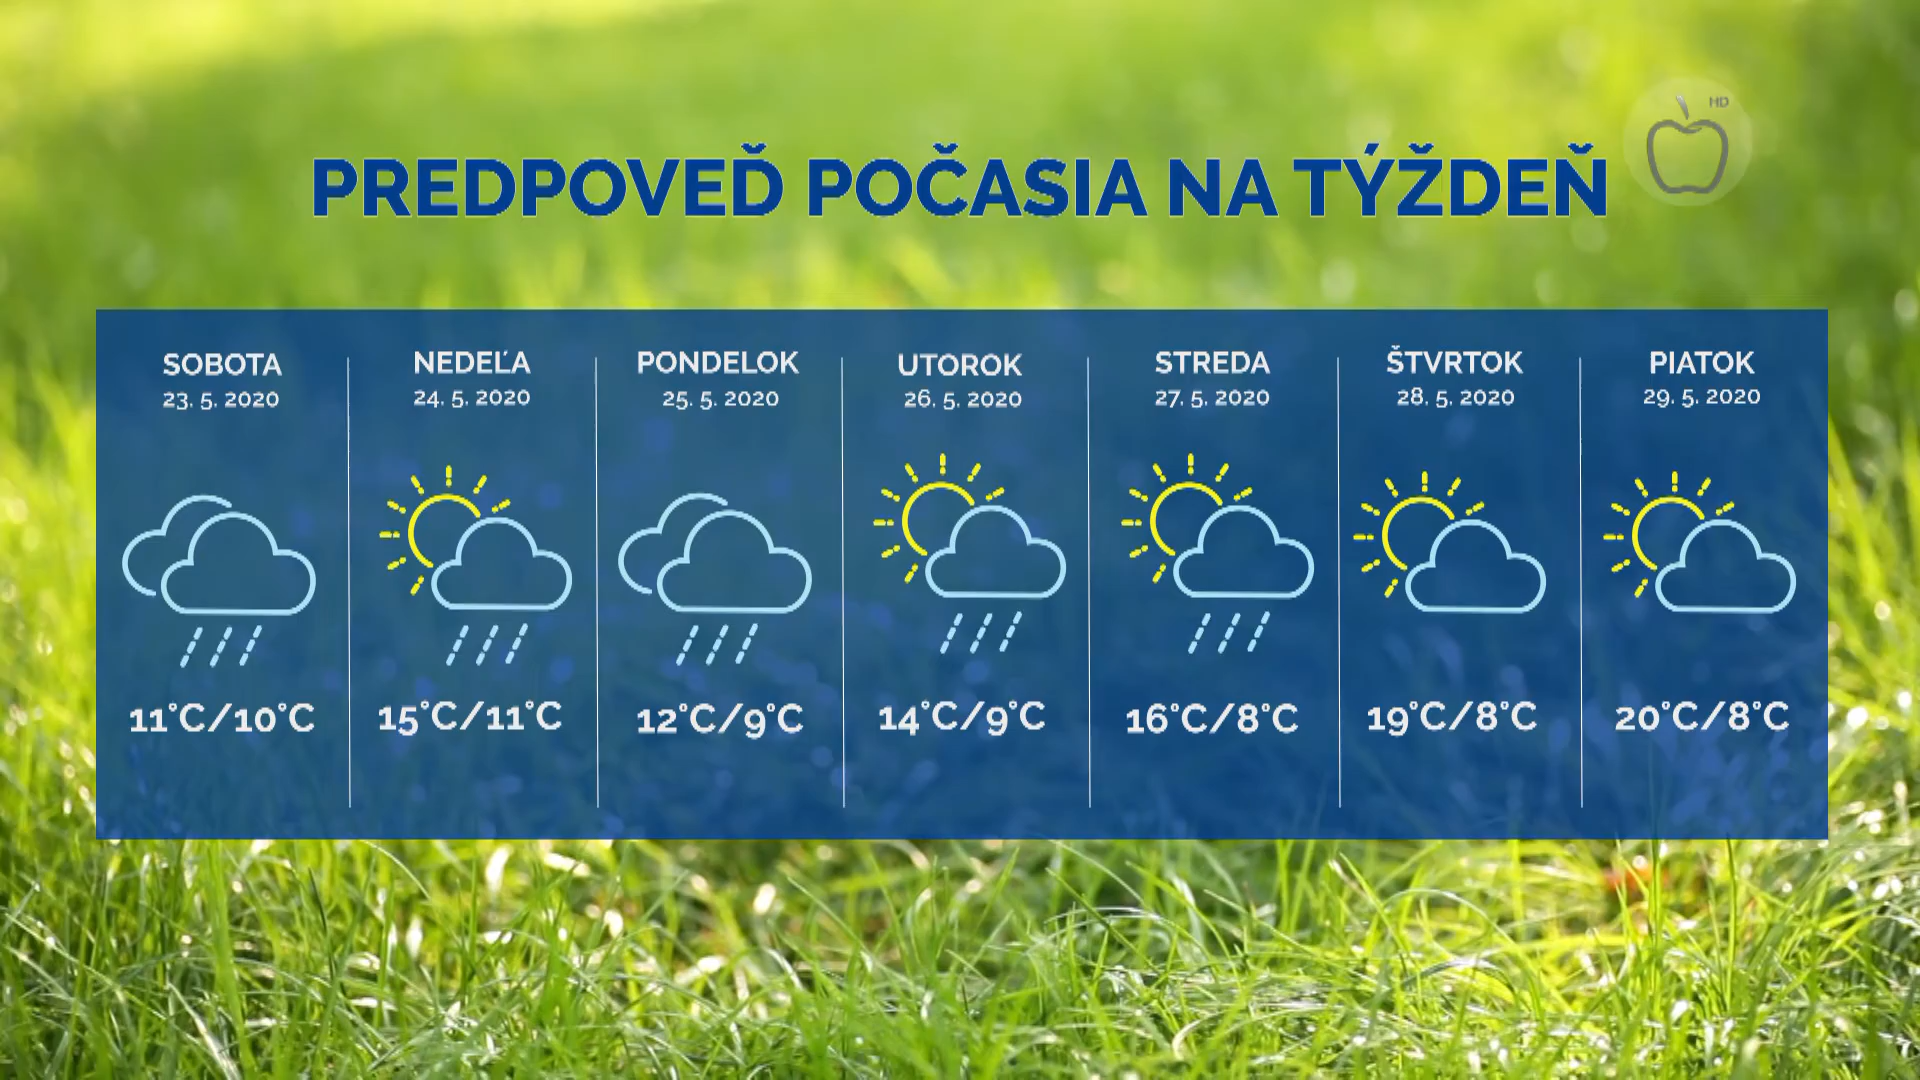 HD
PREDPOVEĎ POČASIA NA TÝŽDEŇ
SOBOTA
23. 5. 2020
11°C/10°C
NEDEĽA
24. 5. 2020
15°C/11°C
PONDELOK
25. 5. 2020
12°C/9°C
UTOROK
26. 5. 2020
14°C/9°C
STREDA
27. 5. 2020
16°C/8°C
ŠTVRTOK
28. 5. 2020
19°C/8°C
PIATOK
29. 5. 2020
20°C/8°C